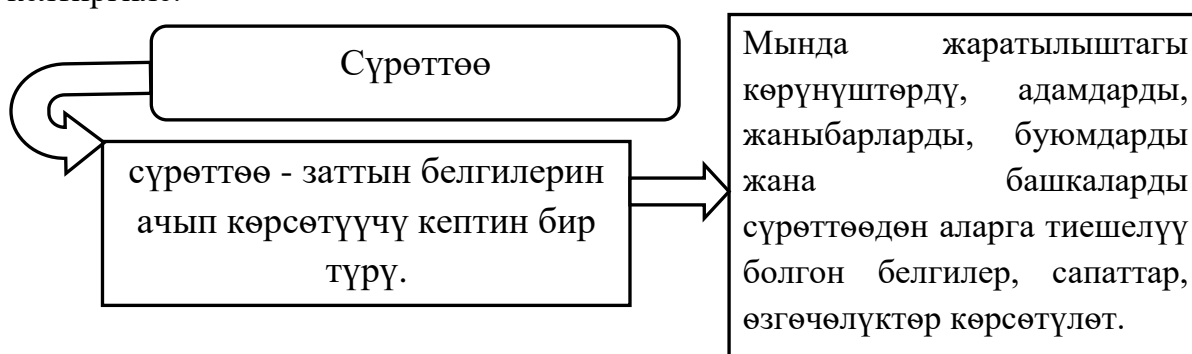 Сүрөттөө
сүрөттөө - заттын белгилерин
ачып көрсөтүүчү кептин бир
түрү.
Мында жаратылыштагы
көрүнүштөрдү, адамдарды,
жаныбарларды, буюмдарды
жана башкаларды
сүрөттөөдөн аларга тиешелүү
болгон белгилер, сапаттар,
өзгөчөлүктөр көрсөтүлөт.